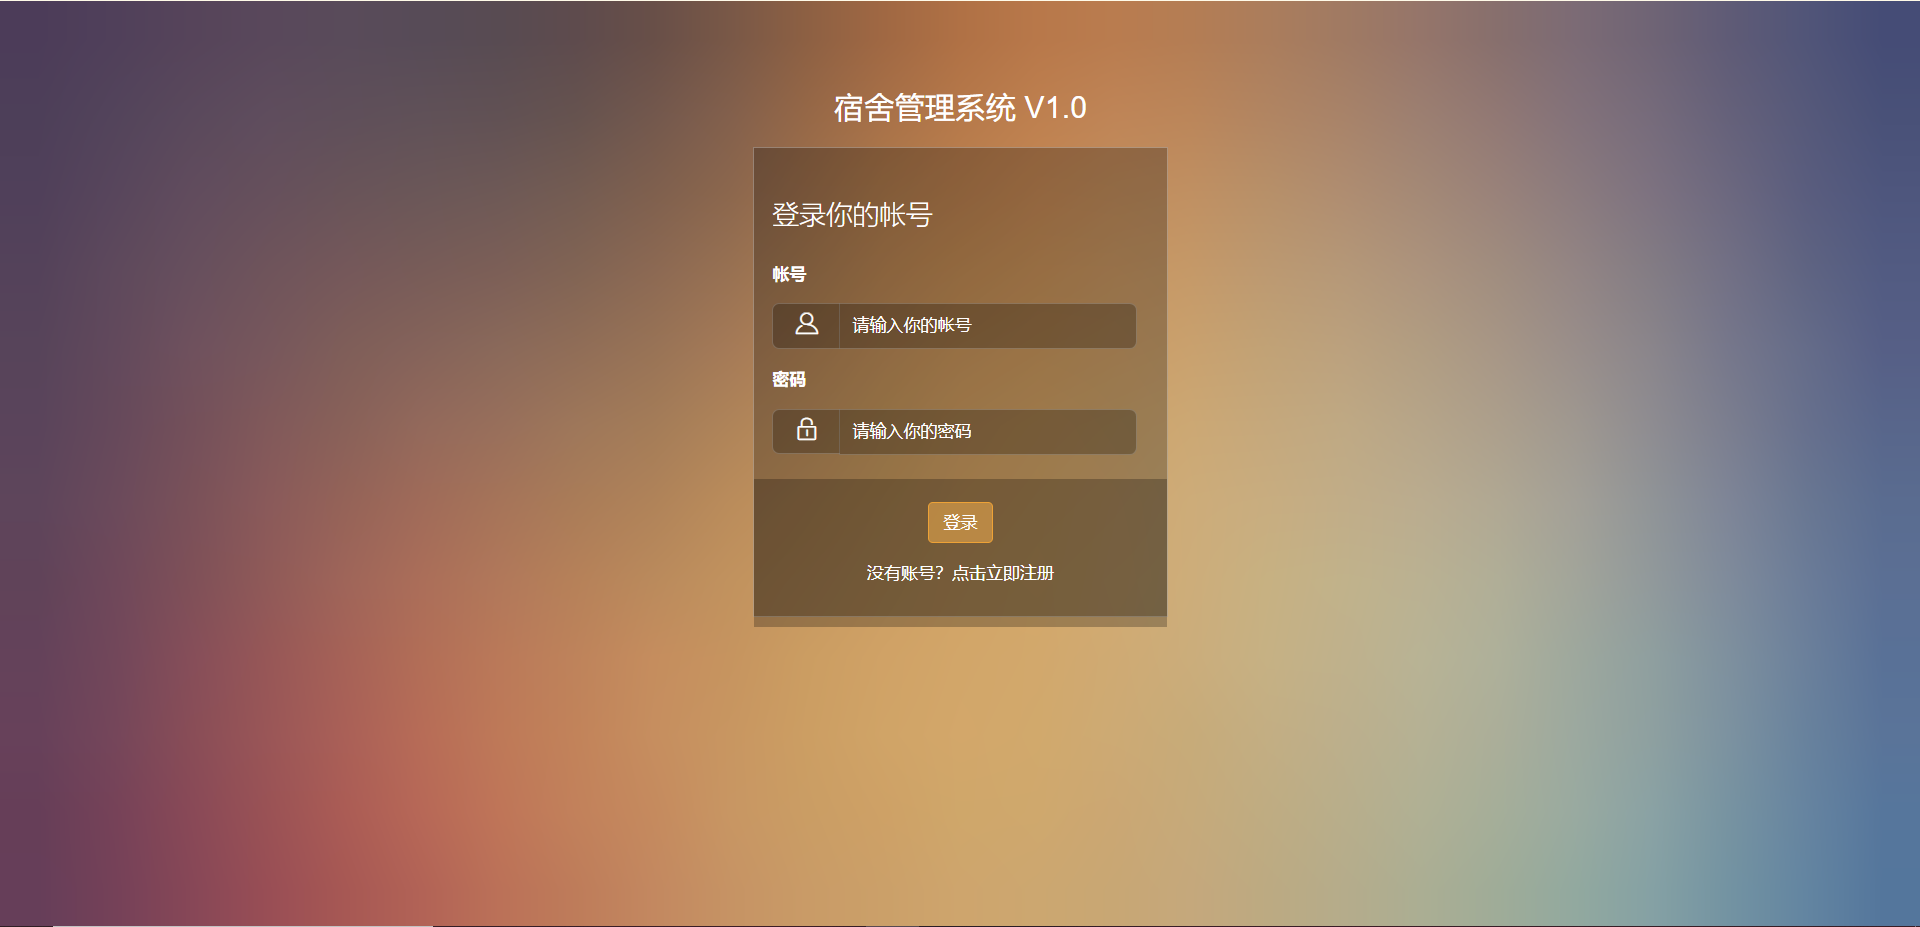 宿舍管理系统 V1.0
登录你的帐号
帐号
请输入你的帐号
密码
请输入你的密码
登录
没有账号？点击立即注册